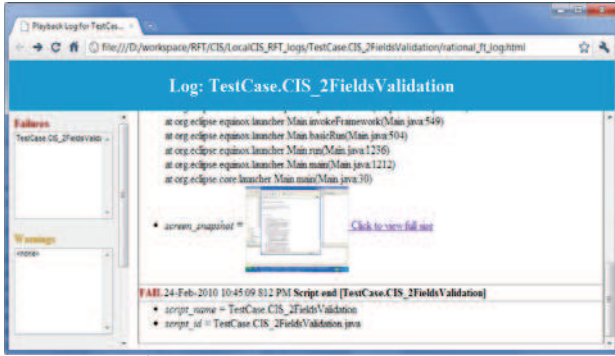 Playback Log for TestCas...
file:///D:/workspace/RFT/CIS/LocalCIS_RFT_logs/TestCase.CIS_2FieldsValidation/rational_ft_log.html
Log: TestCase.CIS_2FieldsValidation
Failures
TestCase.CIS_2FieldsValid
Warnings
<none>
at org.eclipse.equinox.launcher.Main.invokeFramework(Main.java:549)
at org.eclipse.equinox.launcher.Main.basicRun(Main.java:504)
at org.eclipse.equinox.launcher.Main.run(Main.java:1236)
at org.eclipse.equinox.launcher.Main.main(Main.java:1212)
at org.eclipse.core.launcher.Main.main(Main.java:30)
• screen_snapshot = Click to view full size
FAIL 24-Feb-2010 10:45:09.812 PM Script end [TestCase.CIS_2FieldsValidation]
• script_name = TestCase.CIS_2FieldsValidation
• script_id = TestCase.CIS_2FieldsValidation.java